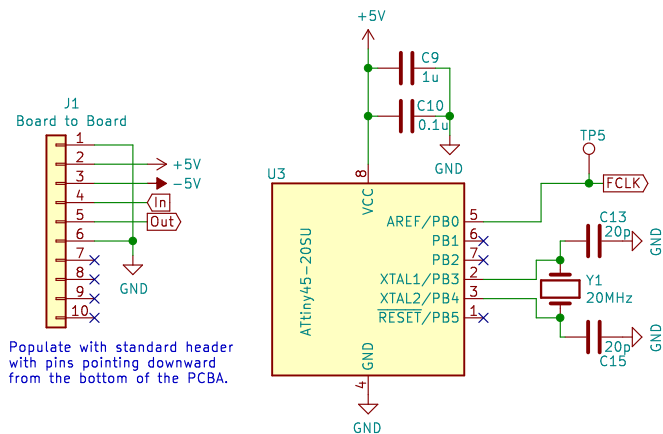 +5V
C9
1u
C10
0.1u
GND
J1
Board to Board
1
2
3
4
5
6
7
8
9
10
+5V
-5V
In
Out
GND
Populate with standard header
with pins pointing downward
from the bottom of the PCBA.
U3
8
VCC
ATtiny45-20SU
AREF/PB0
5
PB1
6
PB2
7
XTAL1/PB3
2
XTAL2/PB4
3
RESET/PB5
1
GND
4
GND
TP5
FCLK
C13
20p
GND
Y1
20MHz
20p
C15
GND